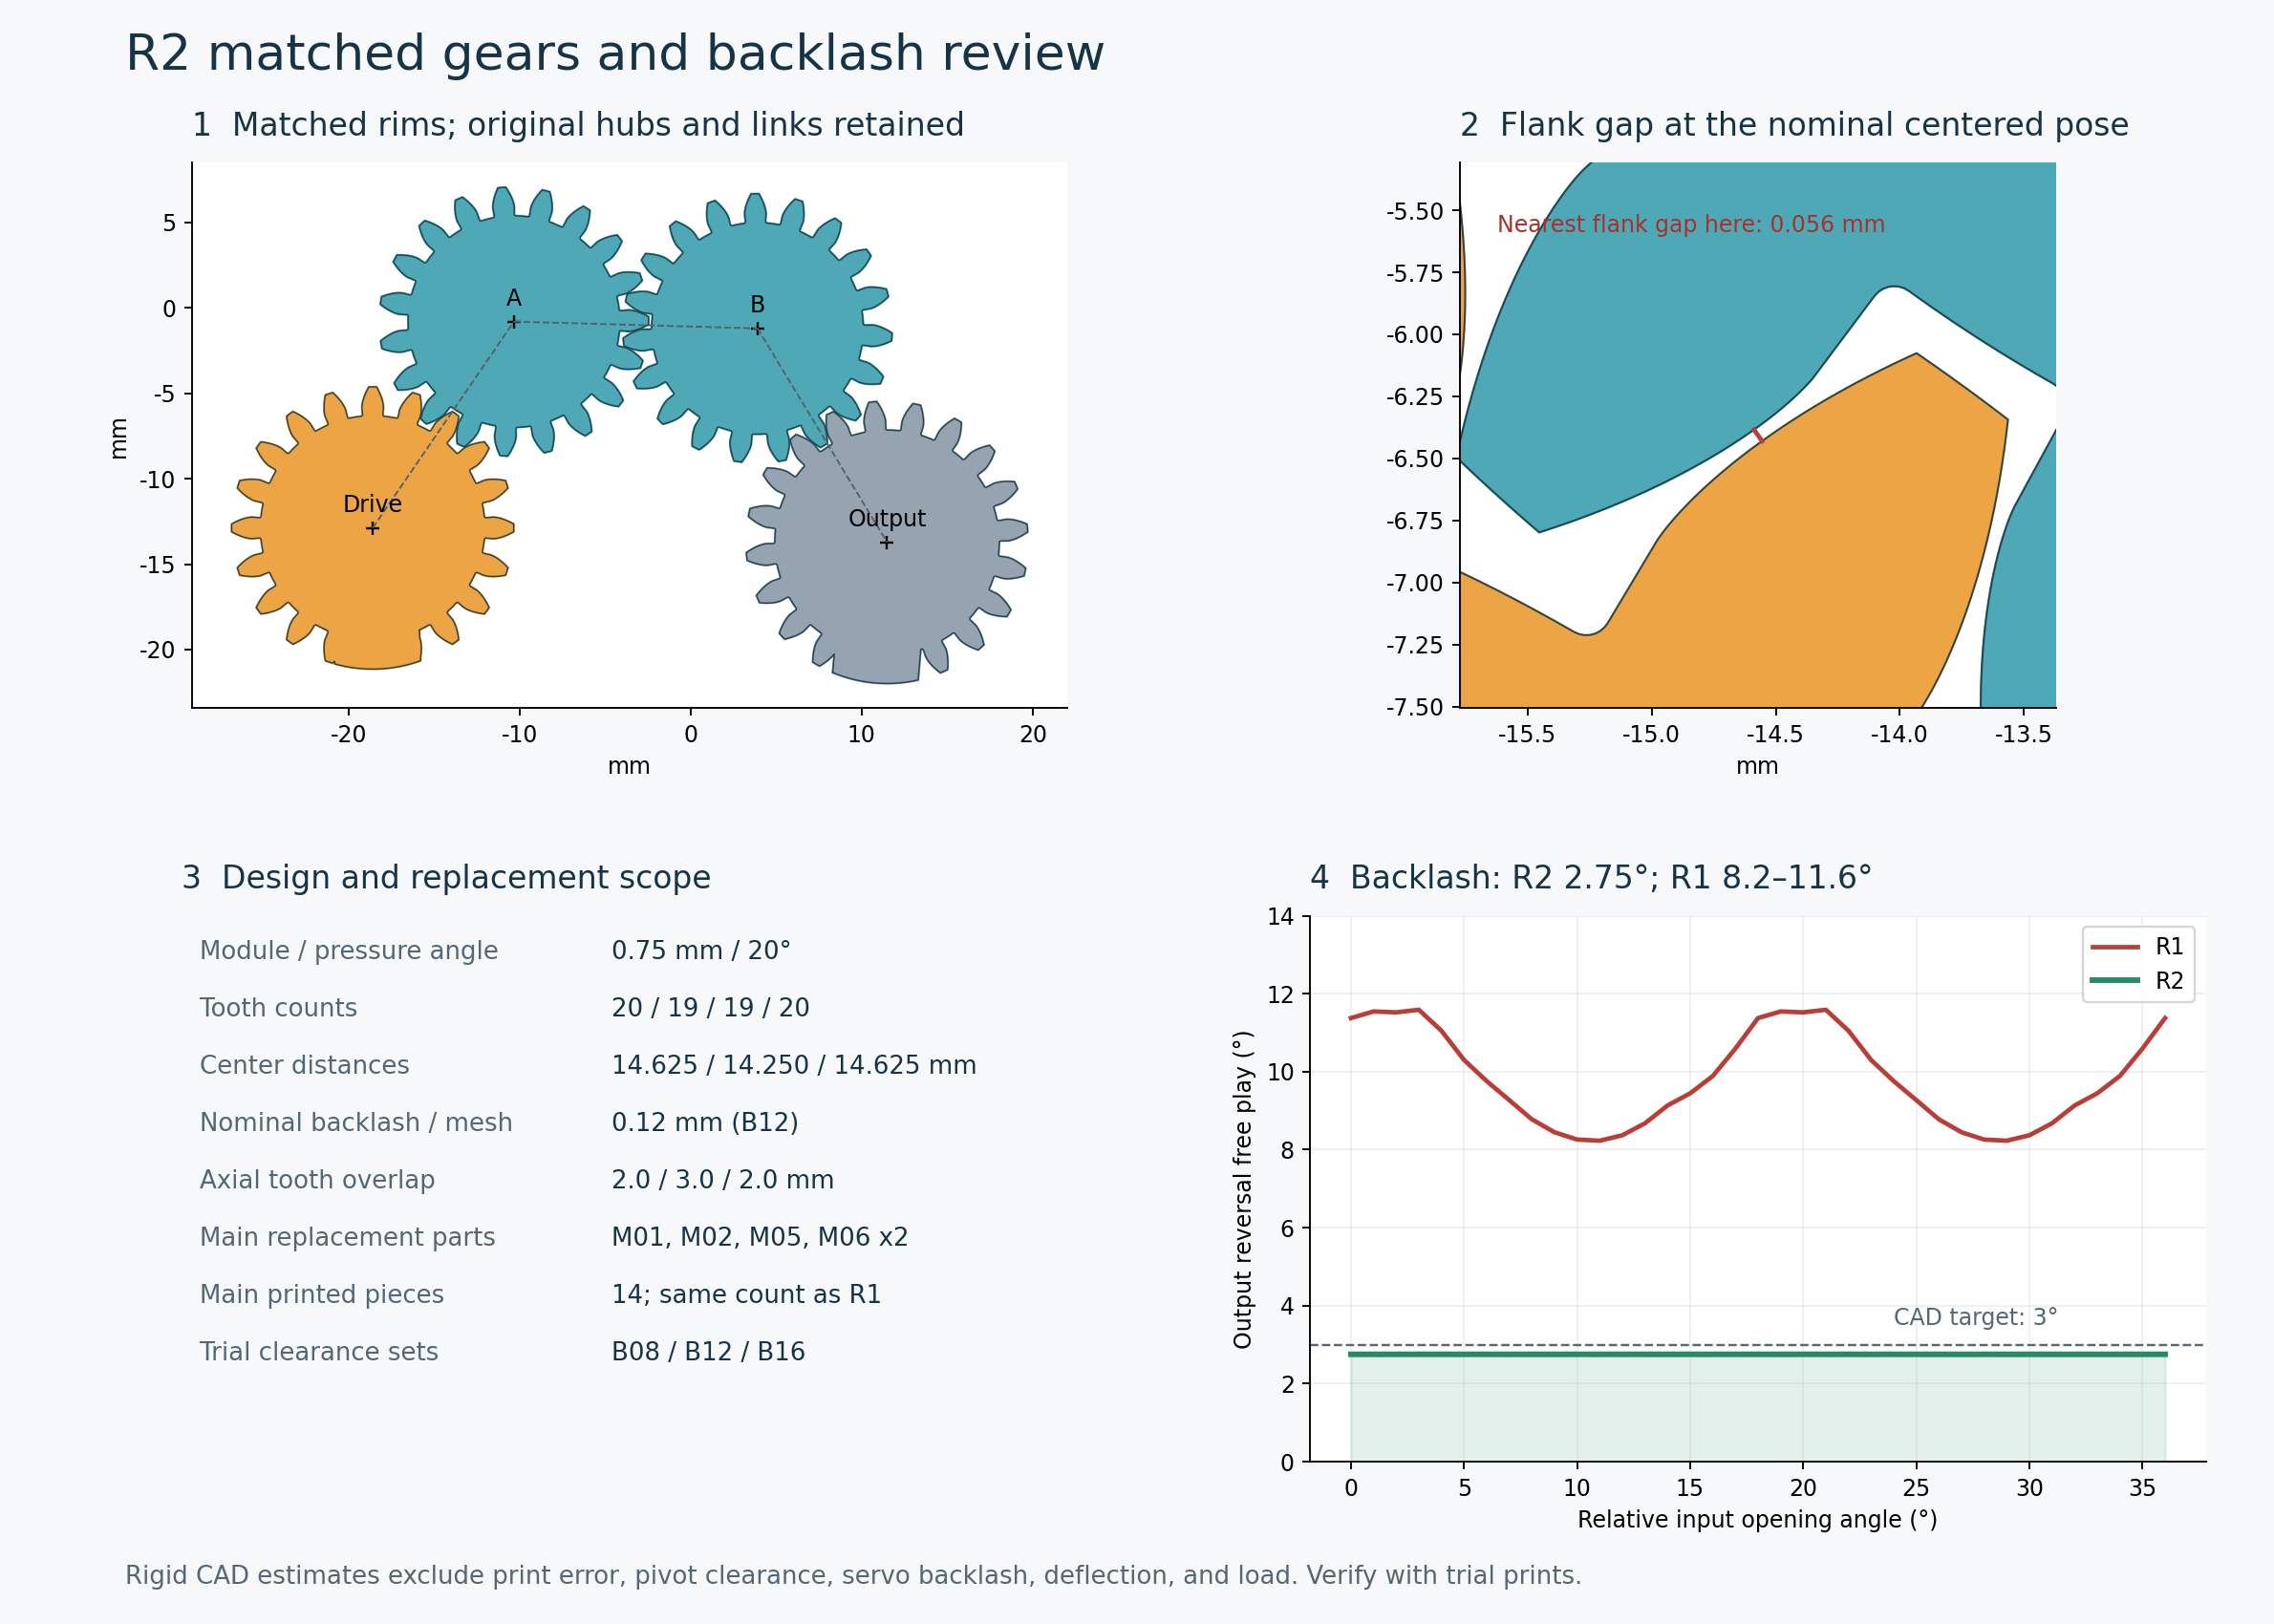 R2 matched gears and backlash review
1 Matched rims; original hubs and links retained
5
0
-5
-10
-15
-20
mm
A
B
Drive
Output
-20 -10 0 10 20
mm
2 Flank gap at the nominal centered pose
Nearest flank gap here: 0.056 mm
-5.50
-5.75
-6.00
-6.25
-6.50
-6.75
-7.00
-7.25
-7.50
-15.5 -15.0 -14.5 -14.0 -13.5
mm
3 Design and replacement scope
Module / pressure angle 0.75 mm / 20°
Tooth counts 20 / 19 / 19 / 20
Center distances 14.625 / 14.250 / 14.625 mm
Nominal backlash / mesh 0.12 mm (B12)
Axial tooth overlap 2.0 / 3.0 / 2.0 mm
Main replacement parts M01, M02, M05, M06 x2
Main printed pieces 14; same count as R1
Trial clearance sets B08 / B12 / B16
4 Backlash: R2 2.75°; R1 8.2–11.6°
14
12
10
8
6
4
2
0
Output reversal free play (°)
R1
R2
CAD target: 3°
0 5 10 15 20 25 30 35
Relative input opening angle (°)
Rigid CAD estimates exclude print error, pivot clearance, servo backlash, deflection, and load. Verify with trial prints.